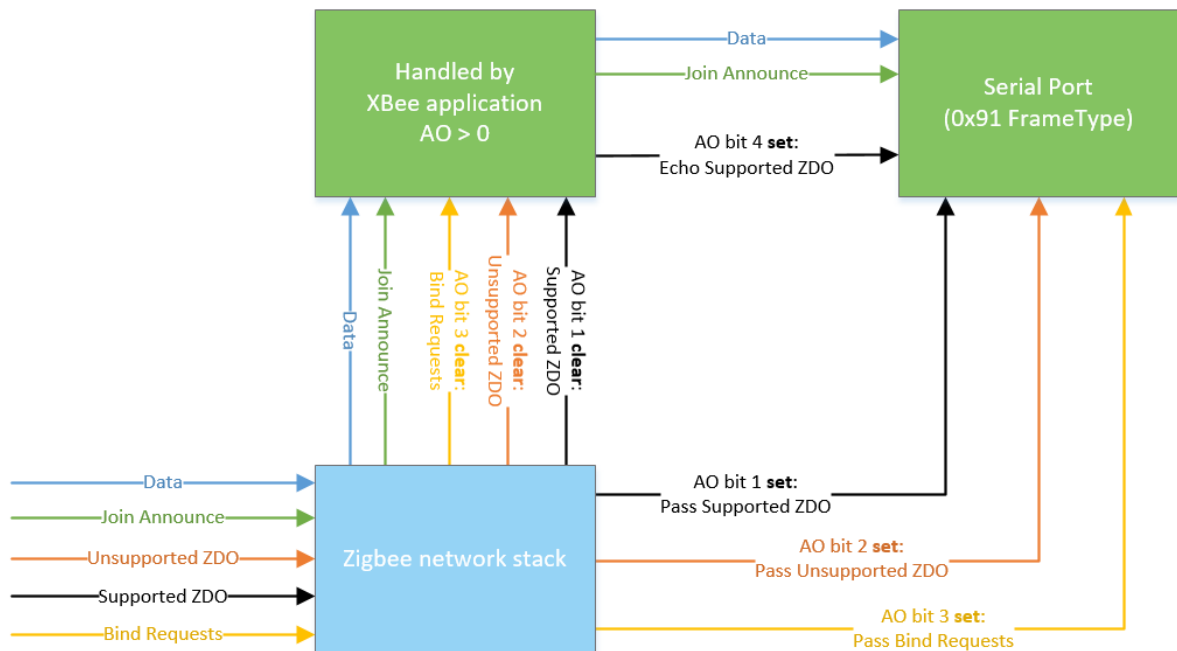 Handled by
XBee application
AO > 0
Data
Join Announce
AO bit 4 set:
Echo Supported ZDO
Serial Port
(0x91 FrameType)
Data
Join Announce
AO bit 3 clear:
Bind Requests
AO bit 2 clear:
Unsupported ZDO
AO bit 1 clear:
Supported ZDO
Data
Join Announce
Unsupported ZDO
Supported ZDO
Bind Requests
Zigbee network stack
AO bit 1 set:
Pass Supported ZDO
AO bit 2 set:
Pass Unsupported ZDO
AO bit 3 set:
Pass Bind Requests